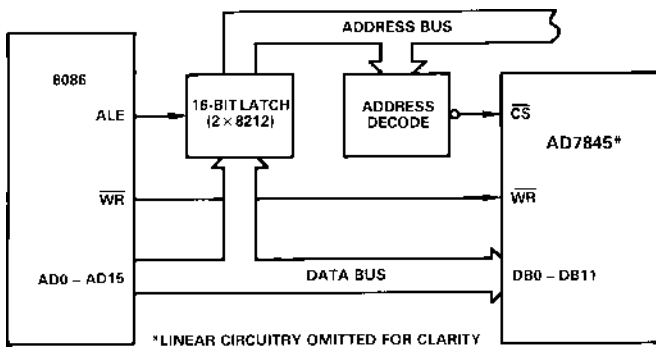 ADDRESS BUS
8086
ALE
16-BIT LATCH
(2 × 8212)
ADDRESS
DECODE
CS
AD7845*
WR
WR
AD0 – AD15
DATA BUS
DB0 – DB11
*LINEAR CIRCUITRY OMITTED FOR CLARITY